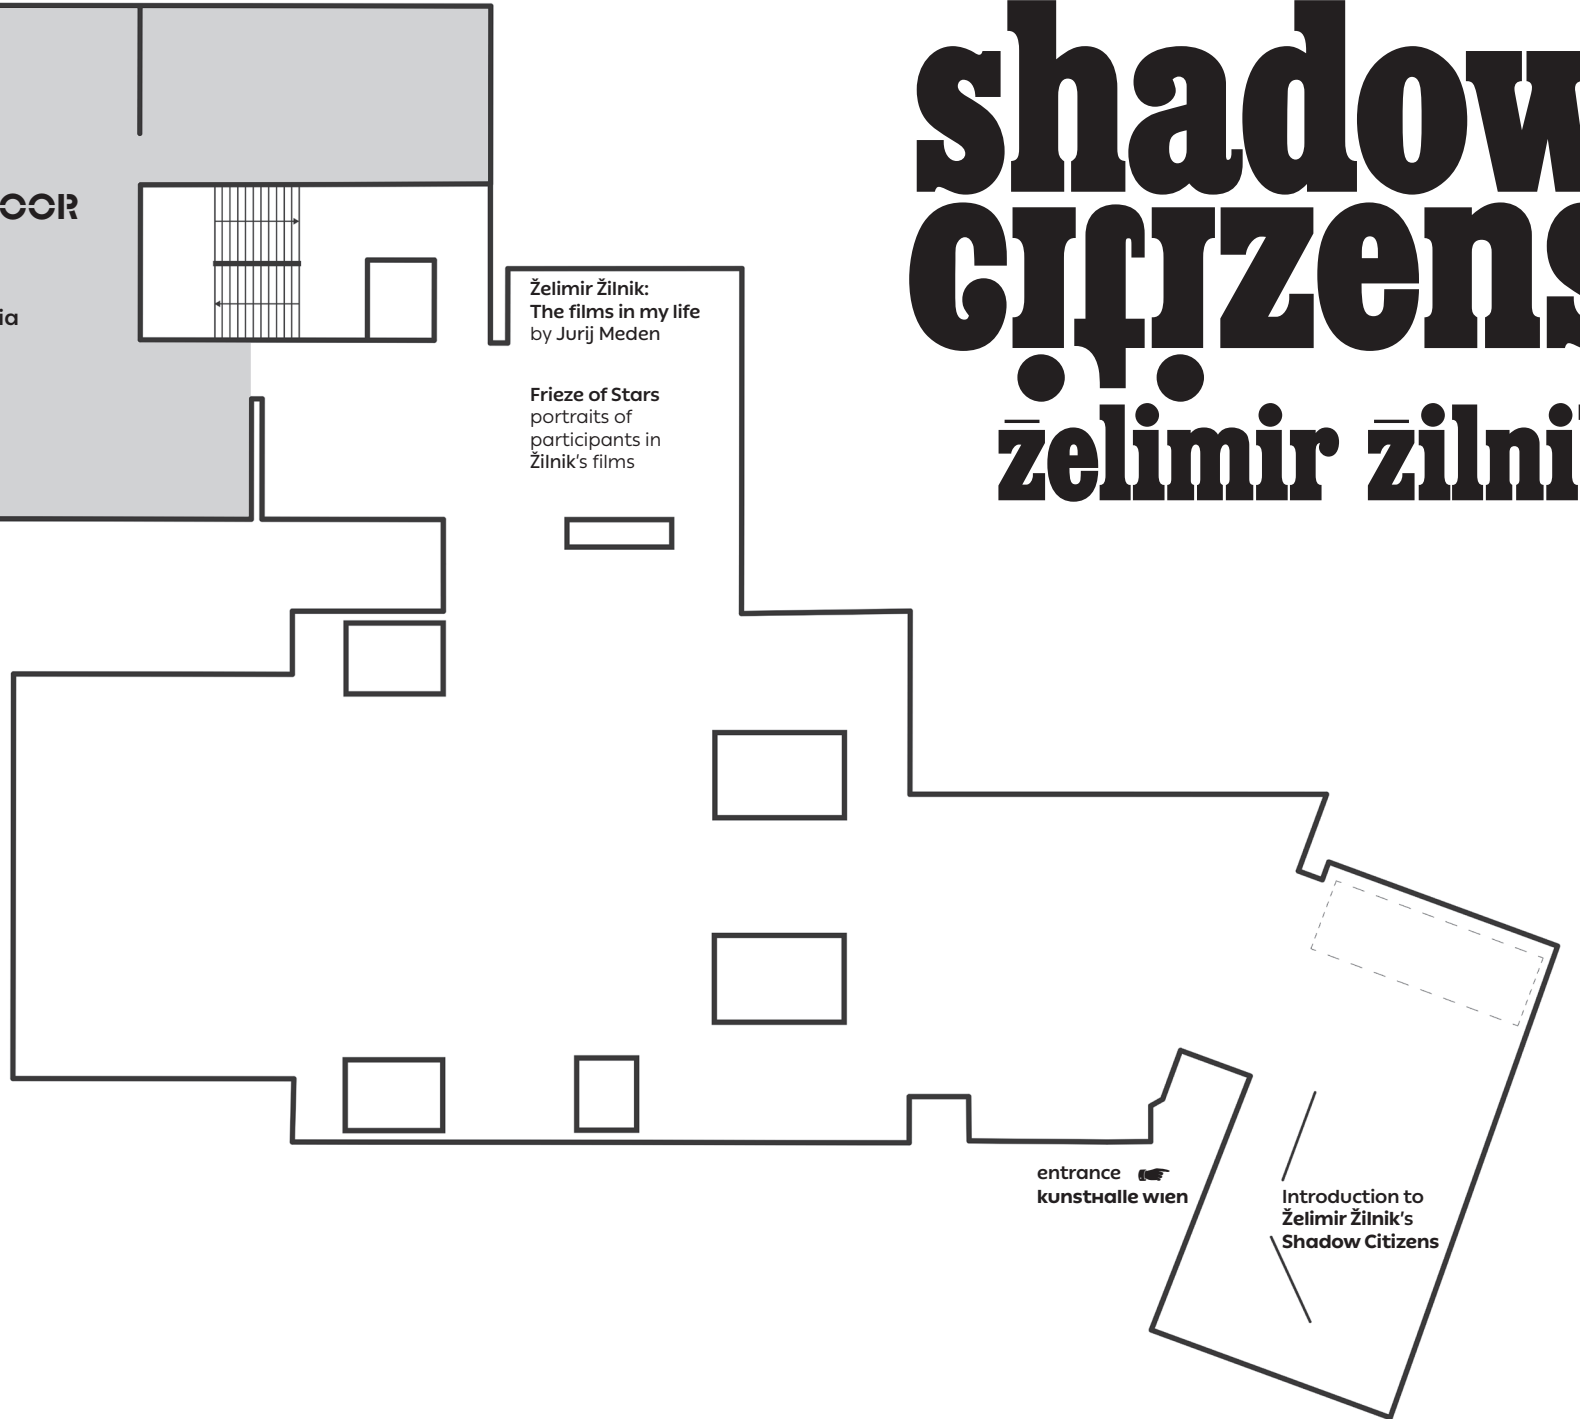 shadow
citizens
želimir žilni
OOR
ia
Želimir Žilnik:
The films in my life
by Jurij Meden
Frieze of Stars
portraits of
participants in
Žilnik's films
entrance
kunsthalle wien
Introduction to
Želimir Žilnik's
Shadow Citizens